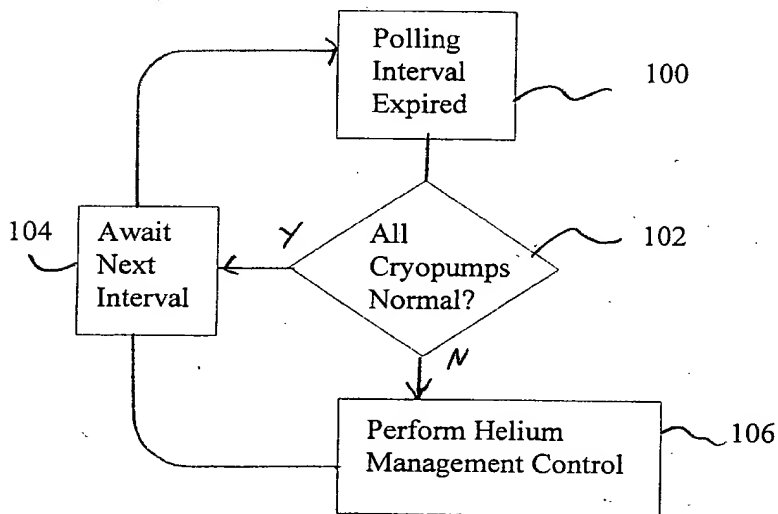 Polling
Interval
Expired
100
104
Await
Next
Interval
Y
All
Cryopumps
Normal?
102
N
Perform Helium
Management Control
106